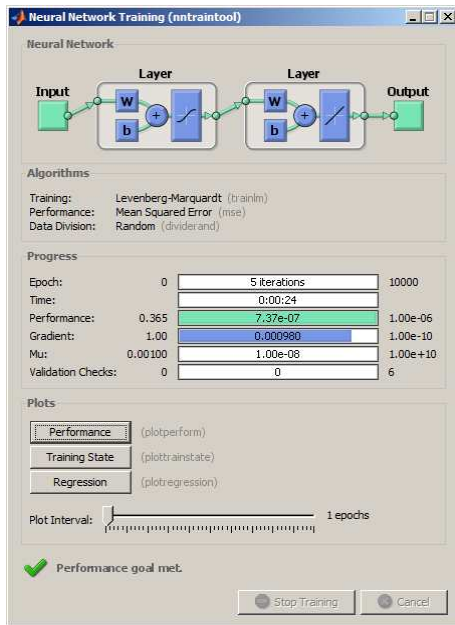 Neural Network Training (nntraintool)
Neural Network
Layer Layer
Input Output
W W
+ +
b b
Algorithms
Training: Levenberg-Marquardt (trainlm)
Performance: Mean Squared Error (mse)
Data Division: Random (dividerand)
Progress
Epoch: 0 5 iterations 10000
Time: 0:00:24
Performance: 0.365 7.37e-07 1.00e-06
Gradient: 1.00 0.000980 1.00e-10
Mu: 0.00100 1.00e-08 1.00e+10
Validation Checks: 0 0 6
Plots
Performance (plotperform)
Training State (plottrainstate)
Regression (plotregression)
Plot Interval: 1 epochs
Performance goal met.
Stop Training Cancel